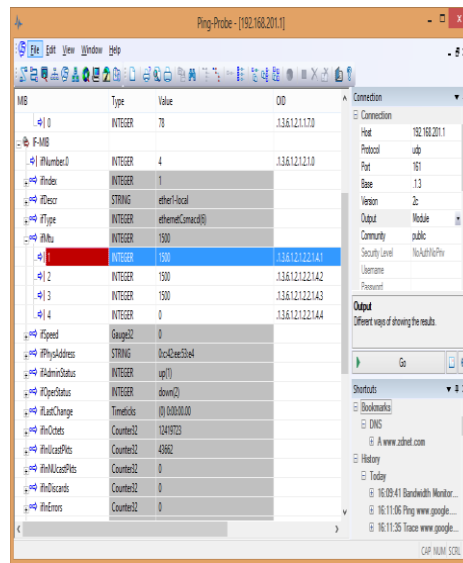 Ping-Probe - [192.168.201.1]
File Edit View Window Help
MIB Type Value OID
0 INTEGER 78 .1.3.6.1.2.1.1.7.0
IF-MIB
ifNumber.0 INTEGER 4 .1.3.6.1.2.1.2.1.0
ifIndex INTEGER 1
ifDescr STRING ether1-local
ifType INTEGER ethernetCsmacd(6)
ifMtu INTEGER 1500
1 INTEGER 1500 .1.3.6.1.2.1.2.2.1.4.1
2 INTEGER 1500 .1.3.6.1.2.1.2.2.1.4.2
3 INTEGER 1500 .1.3.6.1.2.1.2.2.1.4.3
4 INTEGER 0 .1.3.6.1.2.1.2.2.1.4.4
ifSpeed Gauge32 0
ifPhysAddress STRING 0:c:42:ee:53:e4
ifAdminStatus INTEGER up(1)
ifOperStatus INTEGER down(2)
ifLastChange Timeticks (0) 0:00:00.00
ifInOctets Counter32 12419723
ifInUcastPkts Counter32 43662
ifInNUcastPkts Counter32 0
ifInDiscards Counter32 0
ifInErrors Counter32 0
Connection
Connection
Host 192.168.201.1
Protocol udp
Port 161
Base .1.3
Version 2c
Output Module
Community public
Security Level NoAuthNoPriv
Username
Password
Output
Different ways of showing the results.
Go
Shortcuts
Bookmarks
DNS
A www.zdnet.com
History
Today
16:09:41 Bandwidth Monitor...
16:11:06 Ping www.google....
16:11:35 Trace www.google...
CAP NUM SCRL